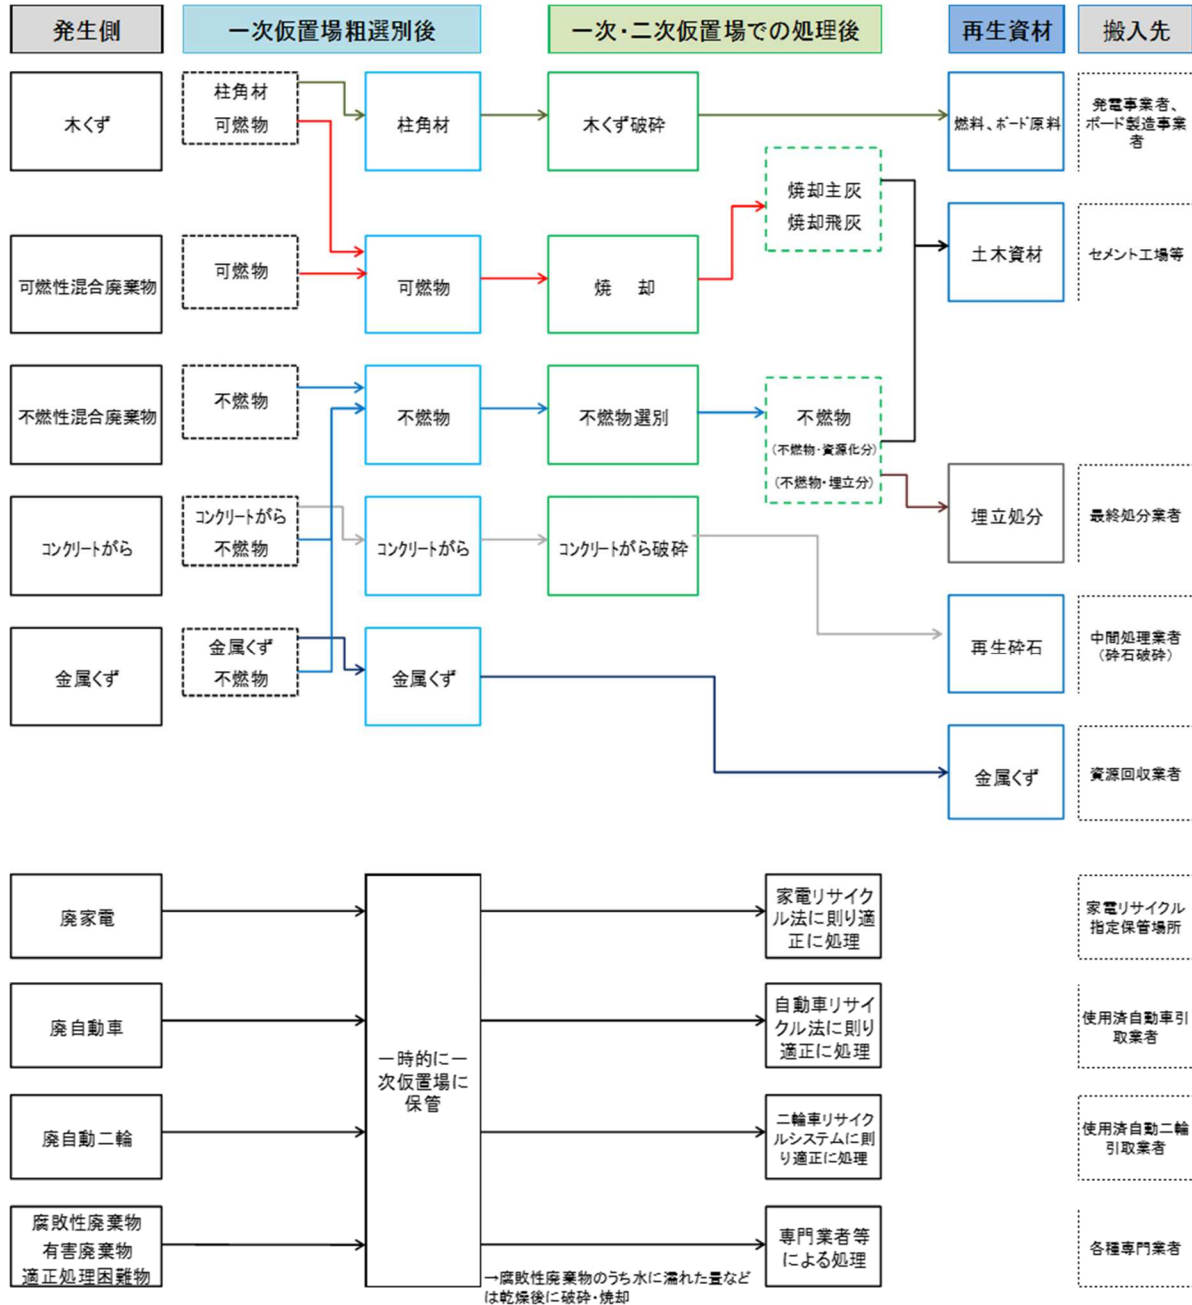 発生側
一次仮置場粗選別後
一次・二次仮置場での処理後
再生資材
搬入先
木くず
柱角材
可燃物
柱角材
木くず破砕
燃料、ボード原料
発電事業者、
ボード製造事業
者
焼却主灰
焼却飛灰
土木資材
セメント工場等
可燃性混合廃棄物
可燃物
可燃物
焼　却
不燃性混合廃棄物
不燃物
不燃物
不燃物選別
不燃物
(不燃物・資源化分)
(不燃物・埋立分)
埋立処分
最終処分業者
コンクリートがら
コンクリートがら
不燃物
コンクリートがら
コンクリートがら破砕
再生砕石
中間処理業者
(砕石破砕)
金属くず
金属くず
不燃物
金属くず
金属くず
資源回収業者
廃家電
家電リサイク
ル法に則り適
正に処理
家電リサイクル
指定保管場所
廃自動車
自動車リサイ
クル法に則り
適正に処理
使用済自動車引
取業者
一時的に一
次仮置場に
保管
廃自動二輪
二輪車リサイク
ルシステムに則
り適正に処理
使用済自動二輪
引取業者
腐敗性廃棄物
有害廃棄物
適正処理困難物
専門業者等
による処理
各種専門業者
→腐敗性廃棄物のうち水に濡れた畳など
は乾燥後に破砕・焼却